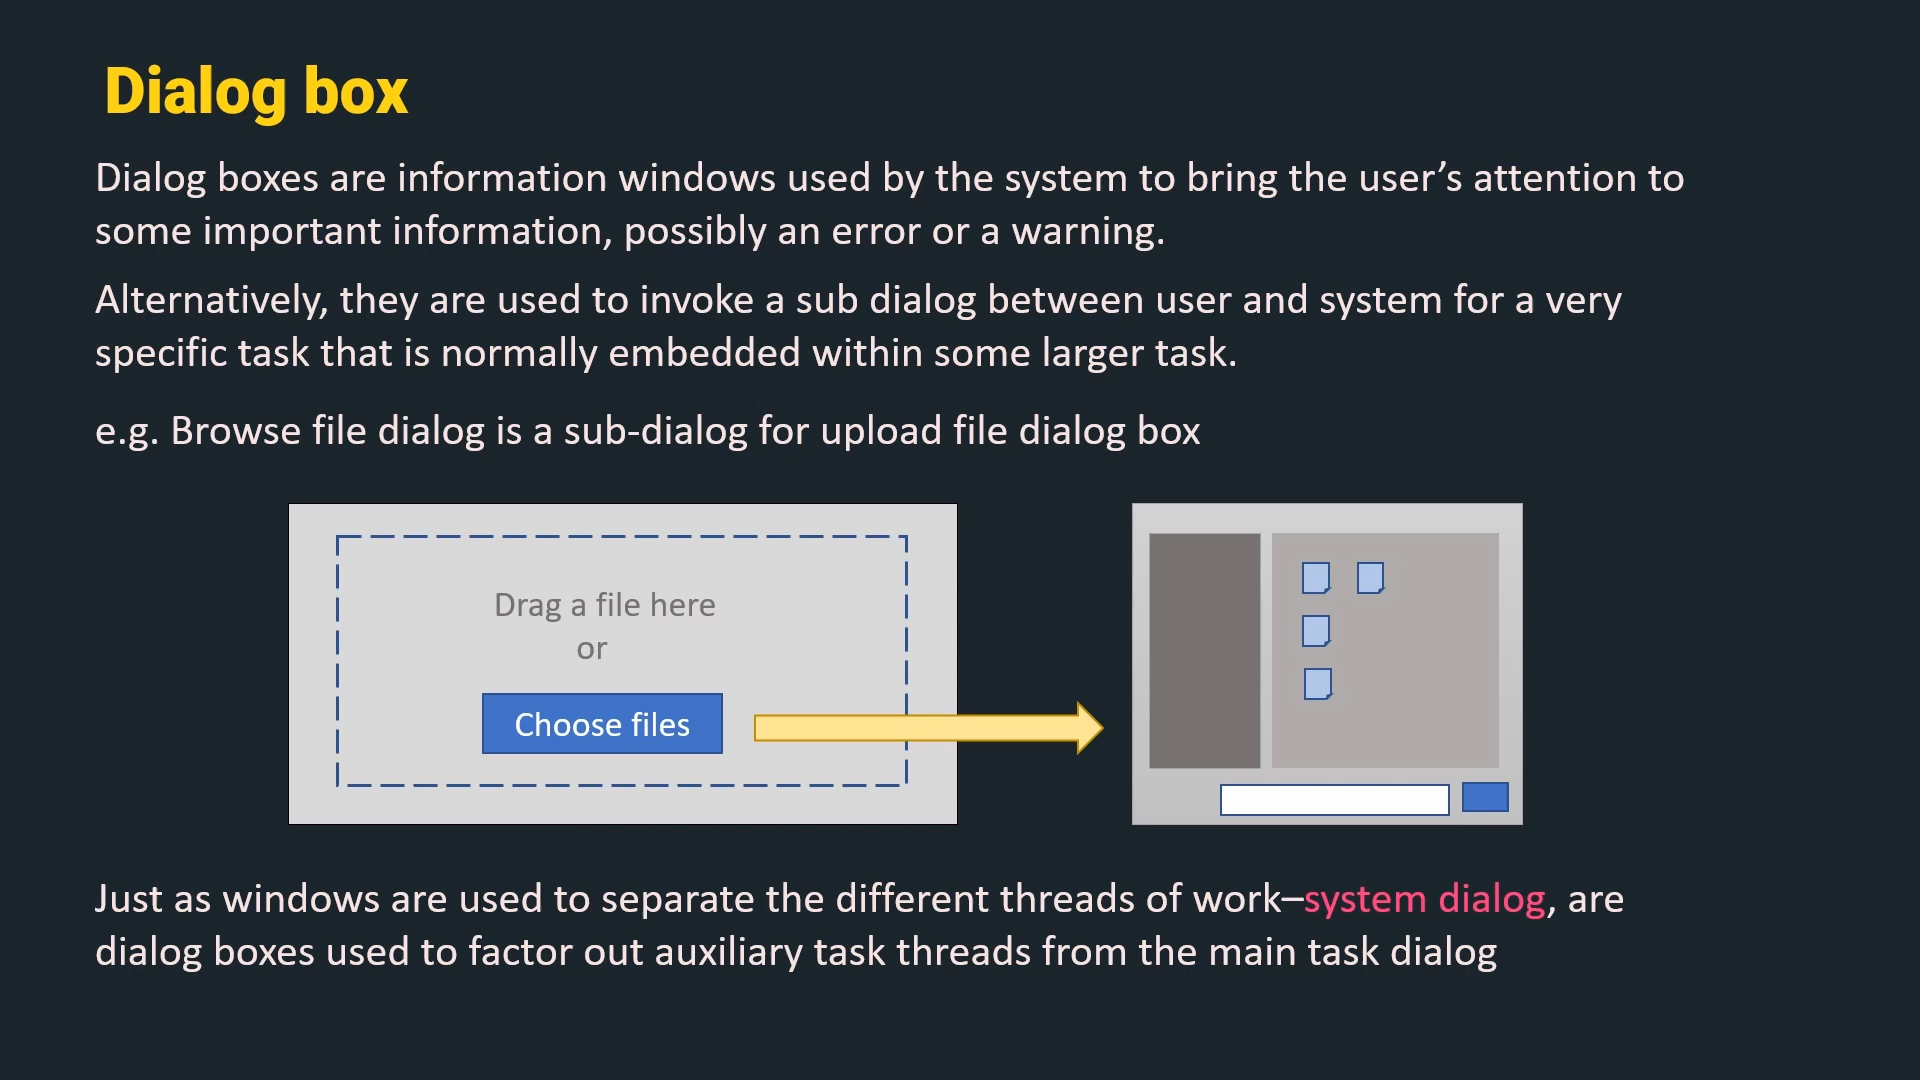 Dialog box
Dialog boxes are information windows used by the system to bring the user’s attention to
some important information, possibly an error or a warning.
Alternatively, they are used to invoke a sub dialog between user and system for a very
specific task that is normally embedded within some larger task.
e.g. Browse file dialog is a sub-dialog for upload file dialog box
Drag a file here
or
Choose files
Just as windows are used to separate the different threads of work–system dialog, are
dialog boxes used to factor out auxiliary task threads from the main task dialog